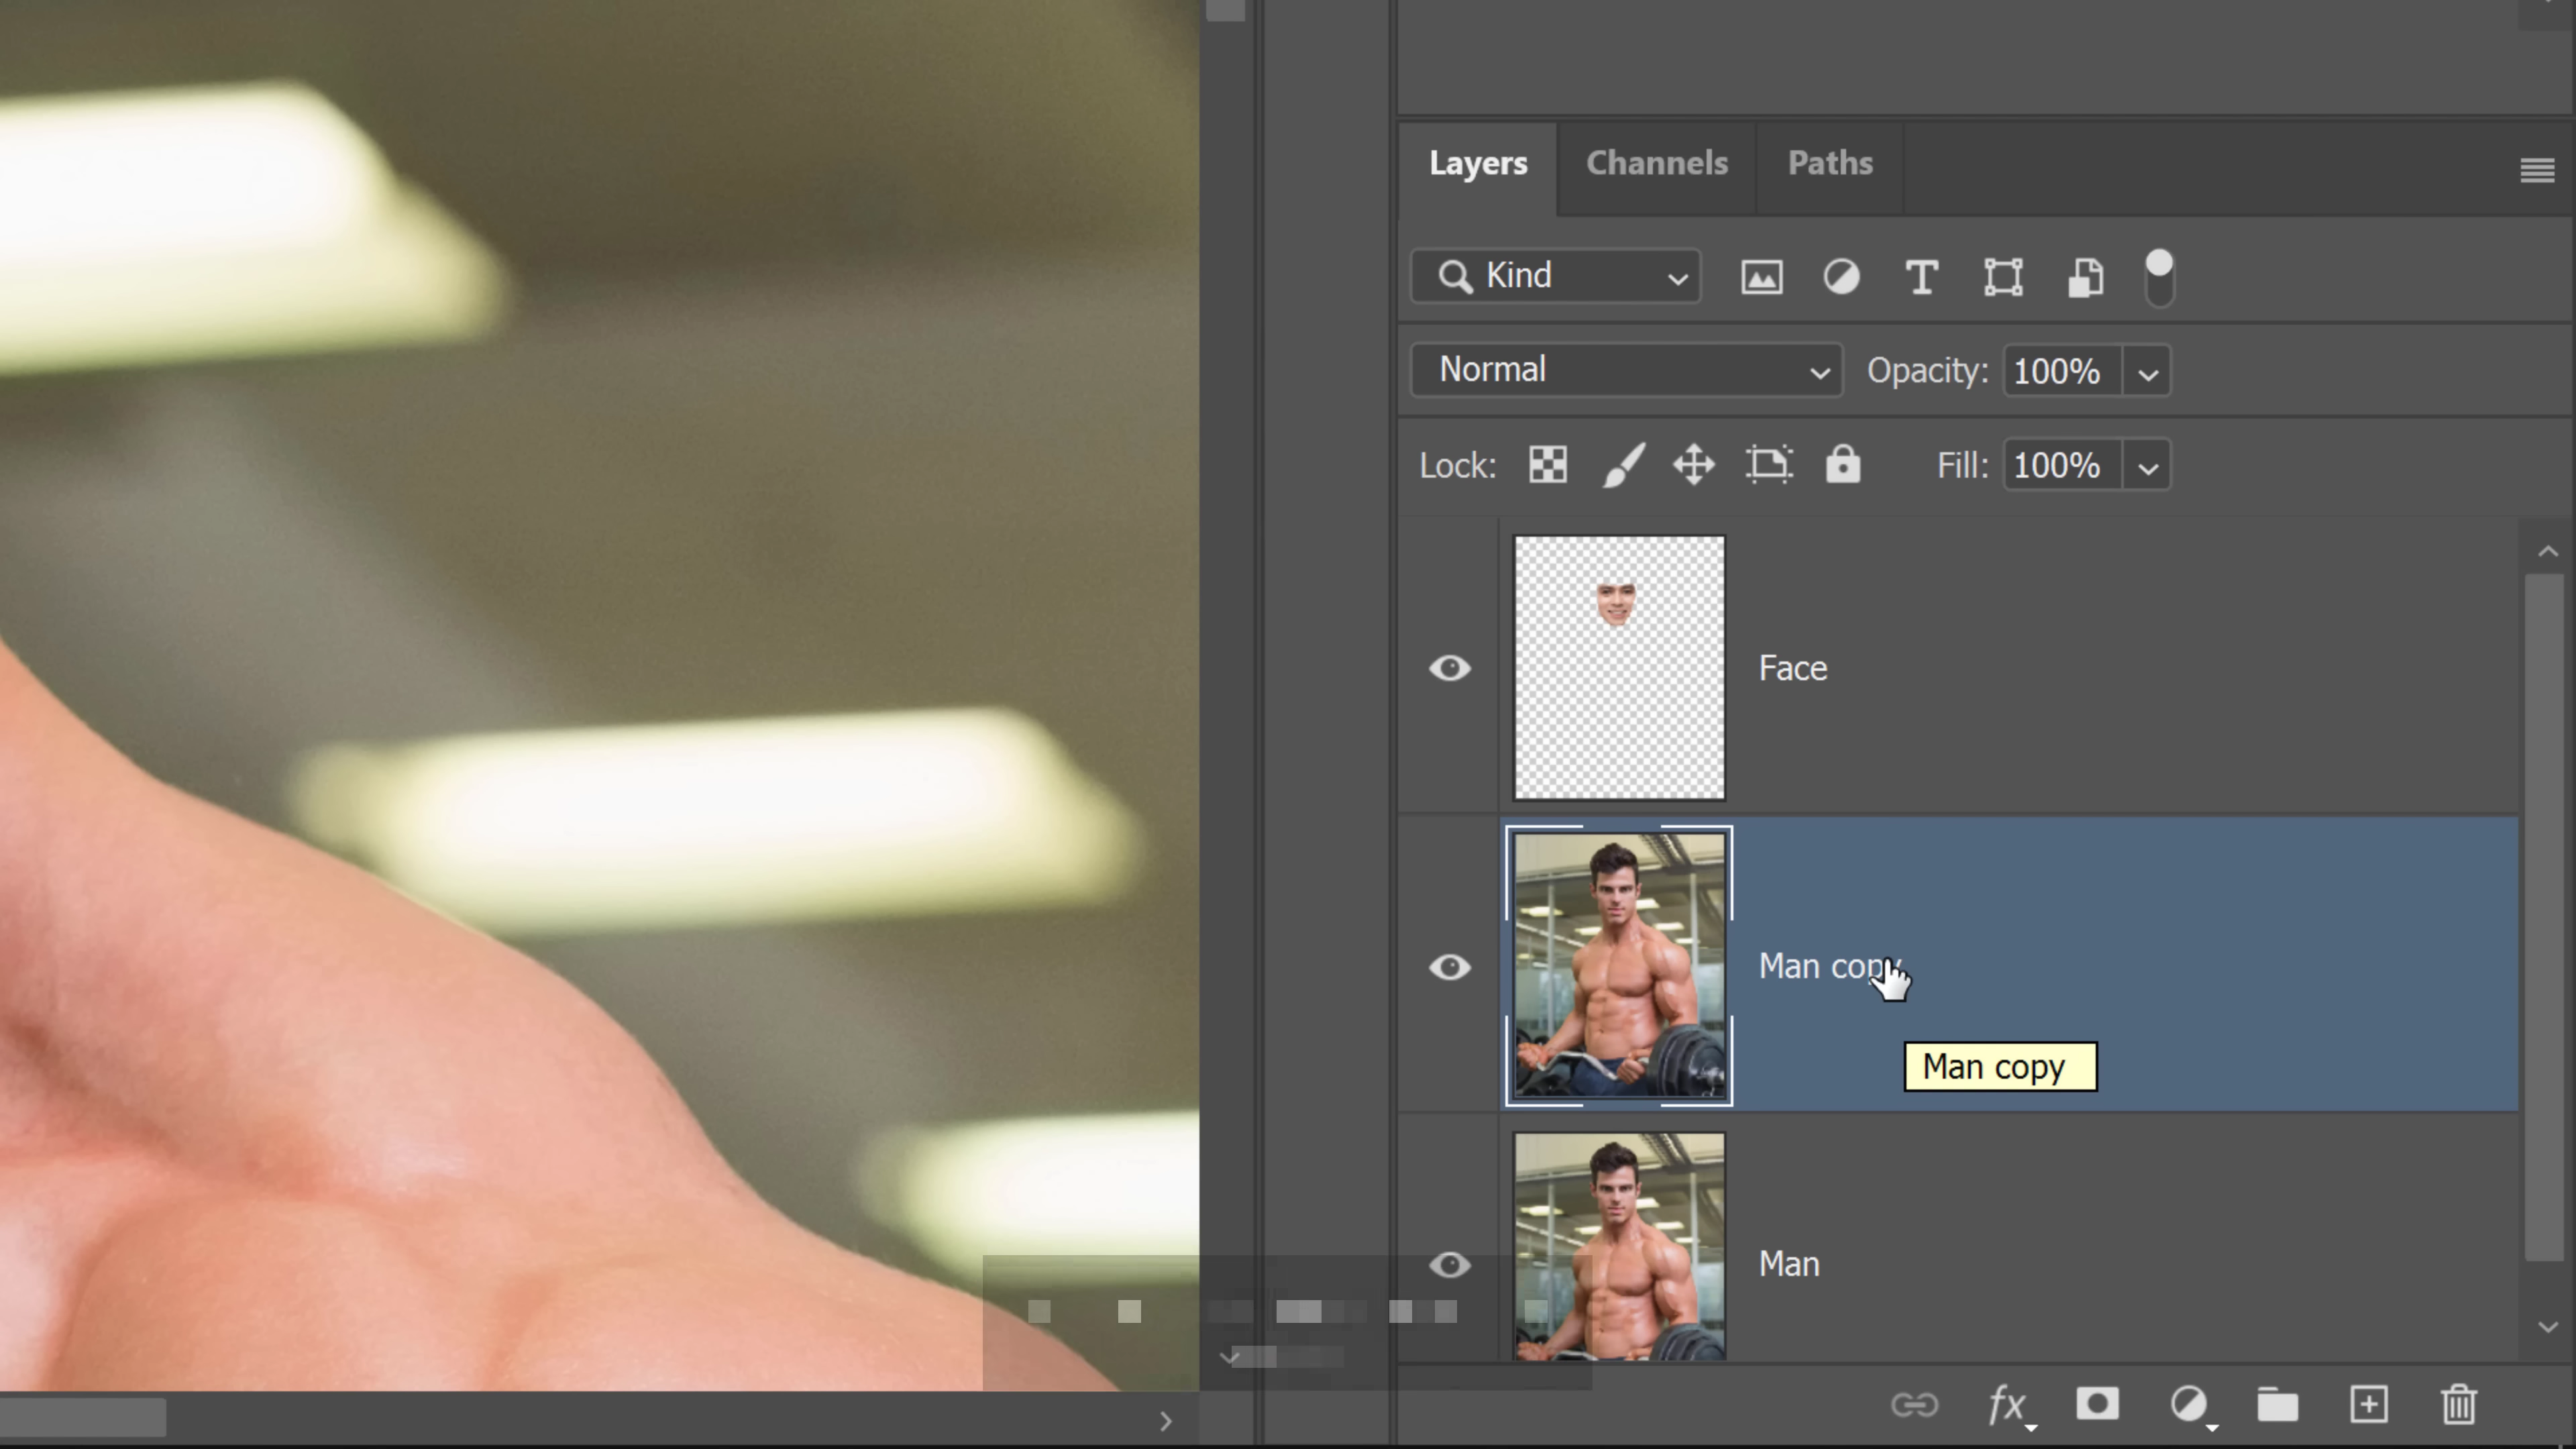 Layers Channels Paths
Kind
Normal Opacity: 100%
Lock: Fill: 100%
Face
Man copy
Man copy
Man
fx